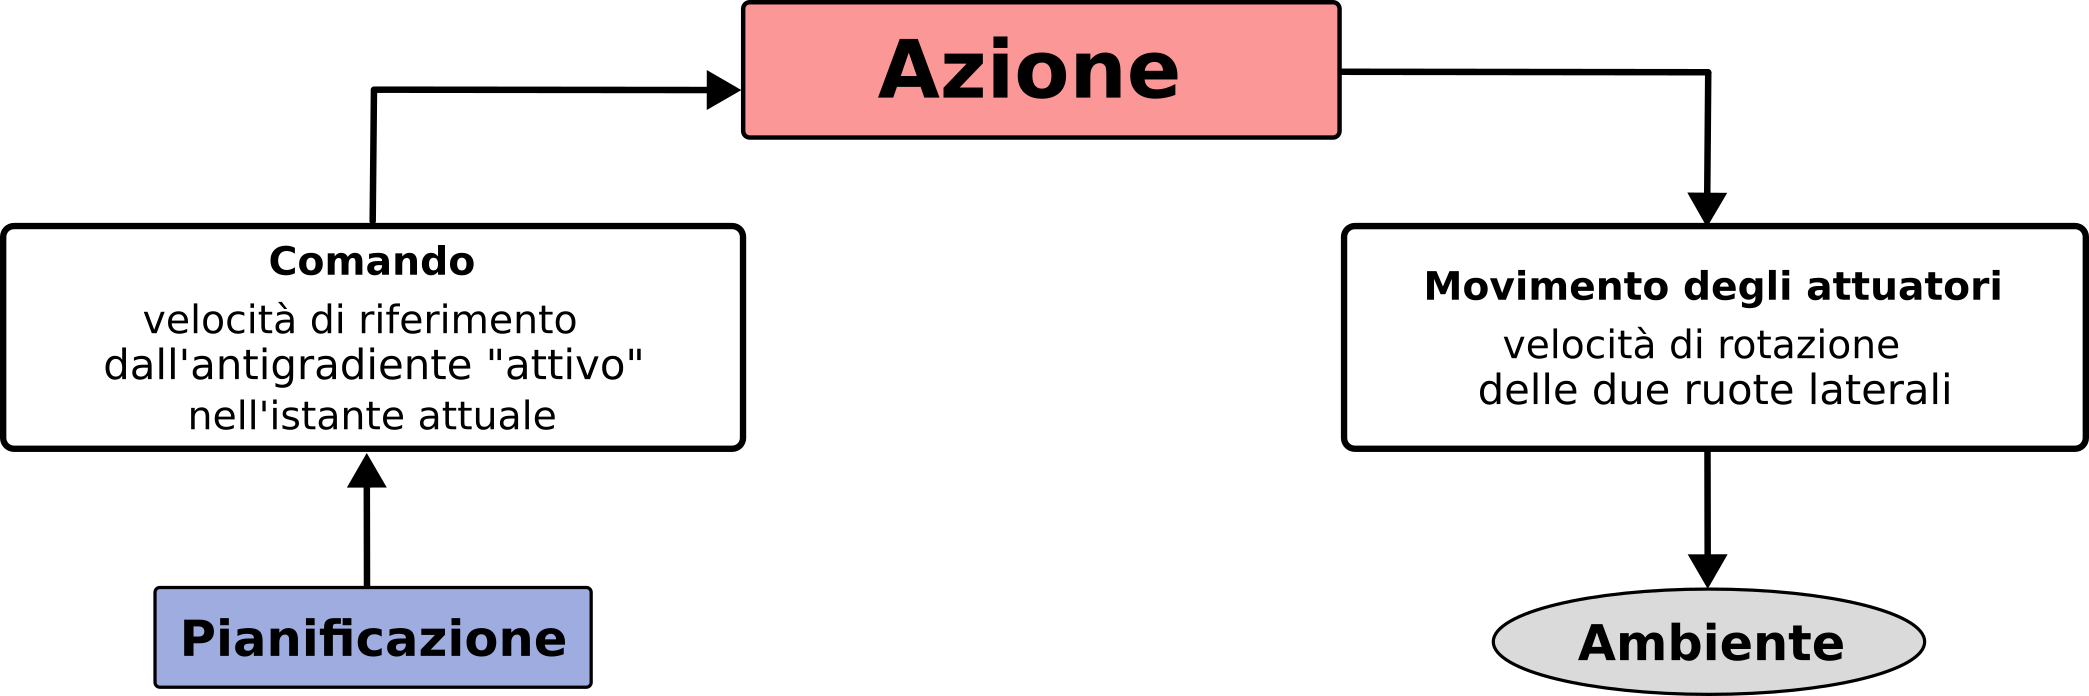 Azione
Comando
velocità di riferimento
dall'antigradiente "attivo"
nell'istante attuale
Movimento degli attuatori
velocità di rotazione
delle due ruote laterali
Pianificazione
Ambiente